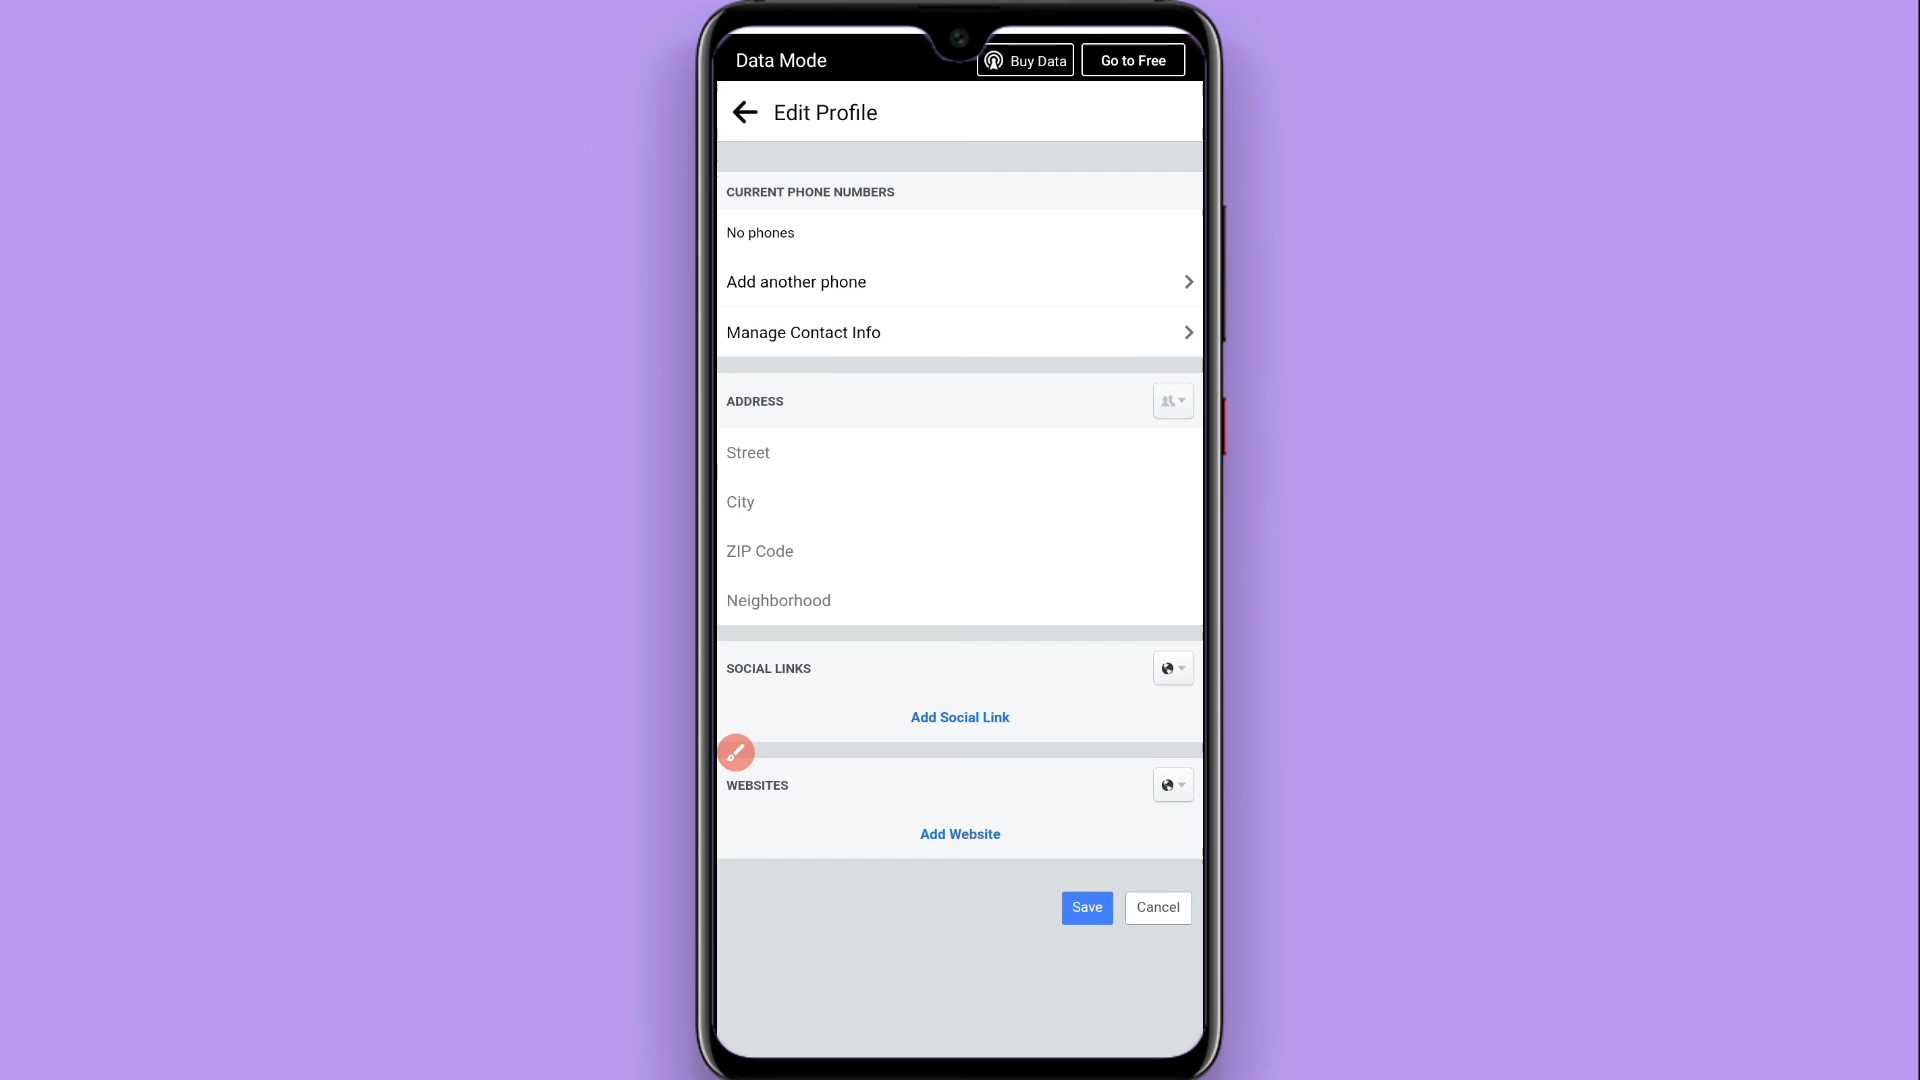 Data Mode
Buy Data
Go to Free
Edit Profile
CURRENT PHONE NUMBERS
No phones
Add another phone
Manage Contact Info
ADDRESS
Street
City
ZIP Code
Neighborhood
SOCIAL LINKS
Add Social Link
WEBSITES
Add Website
Save
Cancel